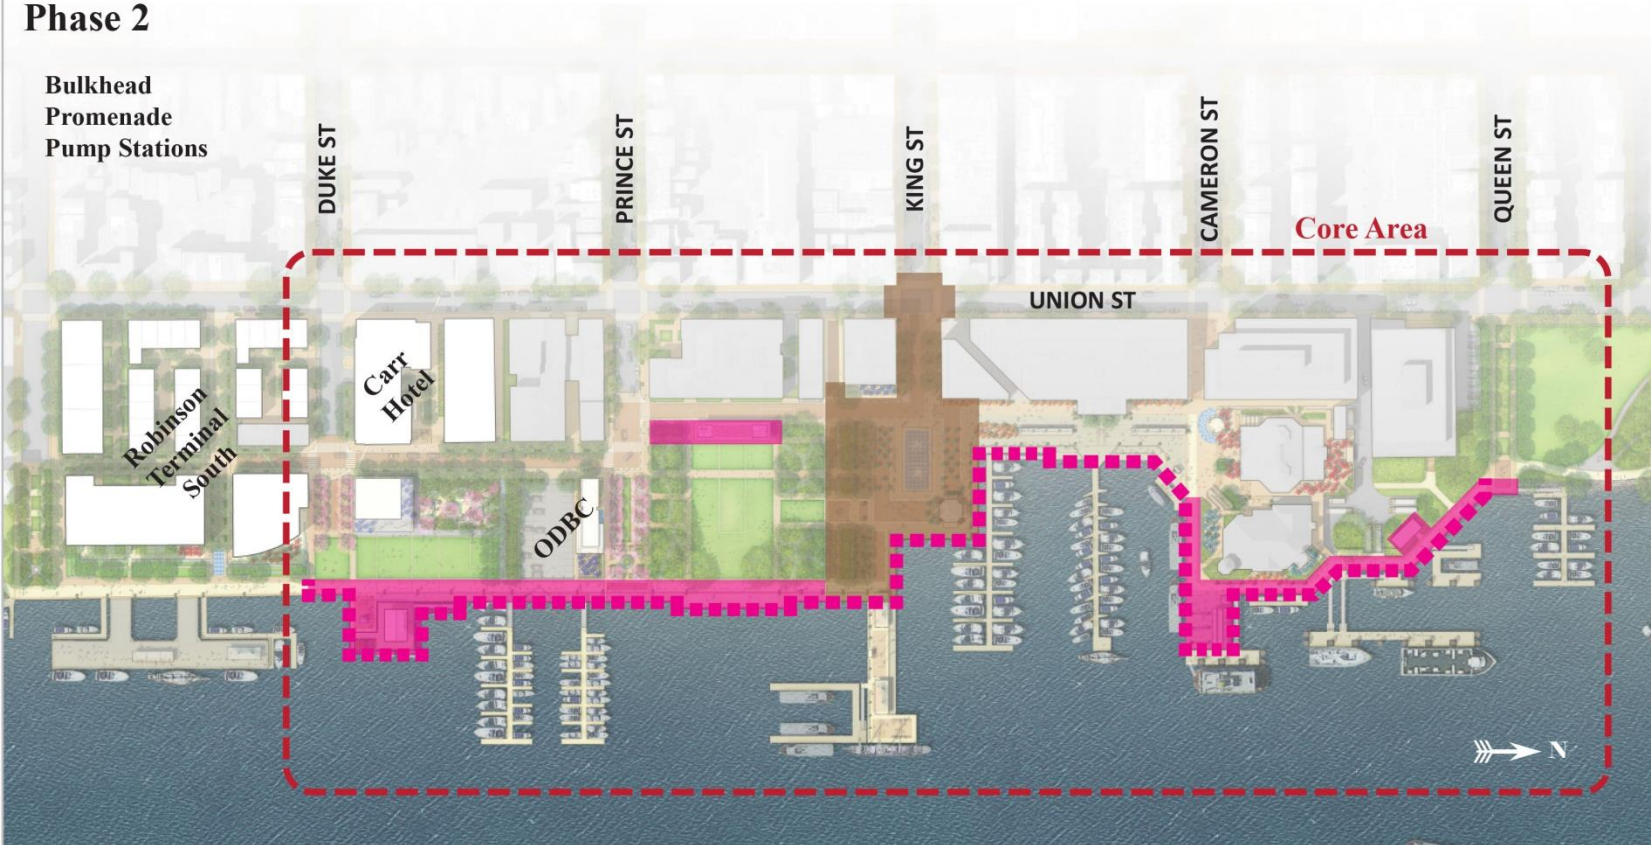 Phase 2
Bulkhead
Promenade
Pump Stations
DUKE ST
PRINCE ST
KING ST
CAMERON ST
QUEEN ST
Core Area
UNION ST
Carr
Hotel
Robinson
Terminal
South
ODBC
N